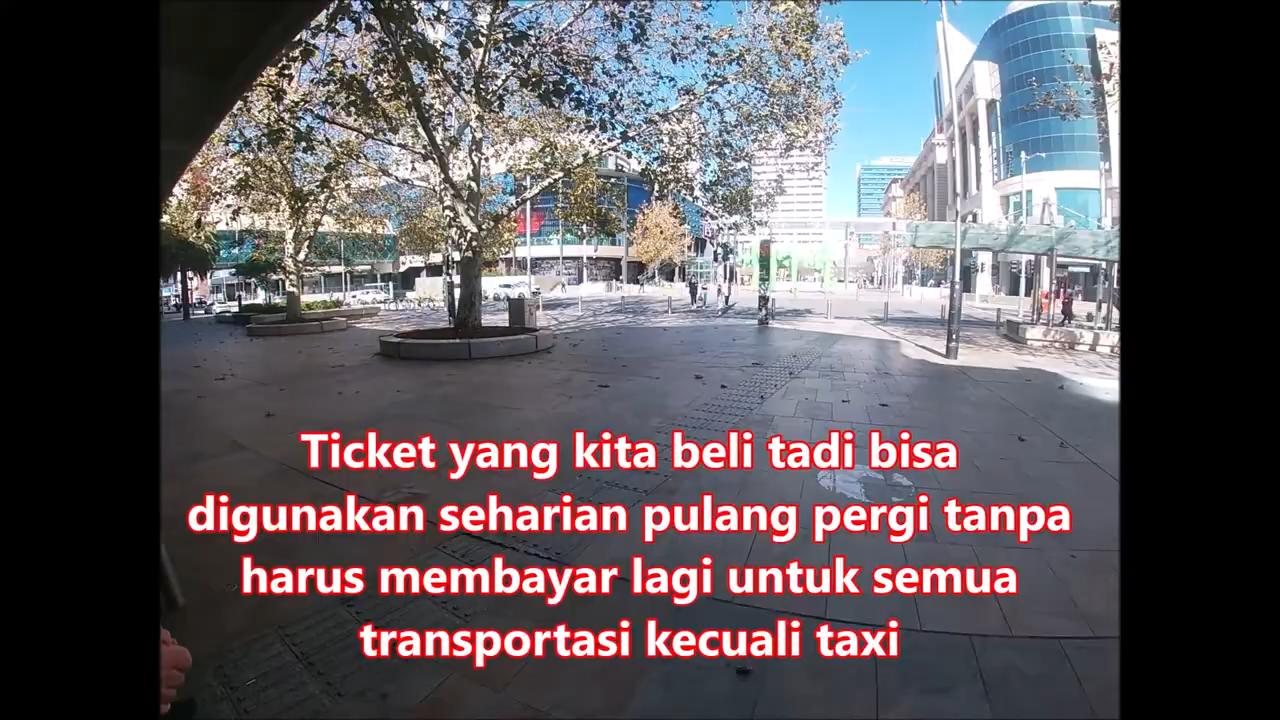 Ticket yang kita beli tadi bisa
digunakan seharian pulang pergi tanpa
harus membayar lagi untuk semua
transportasi kecuali taxi